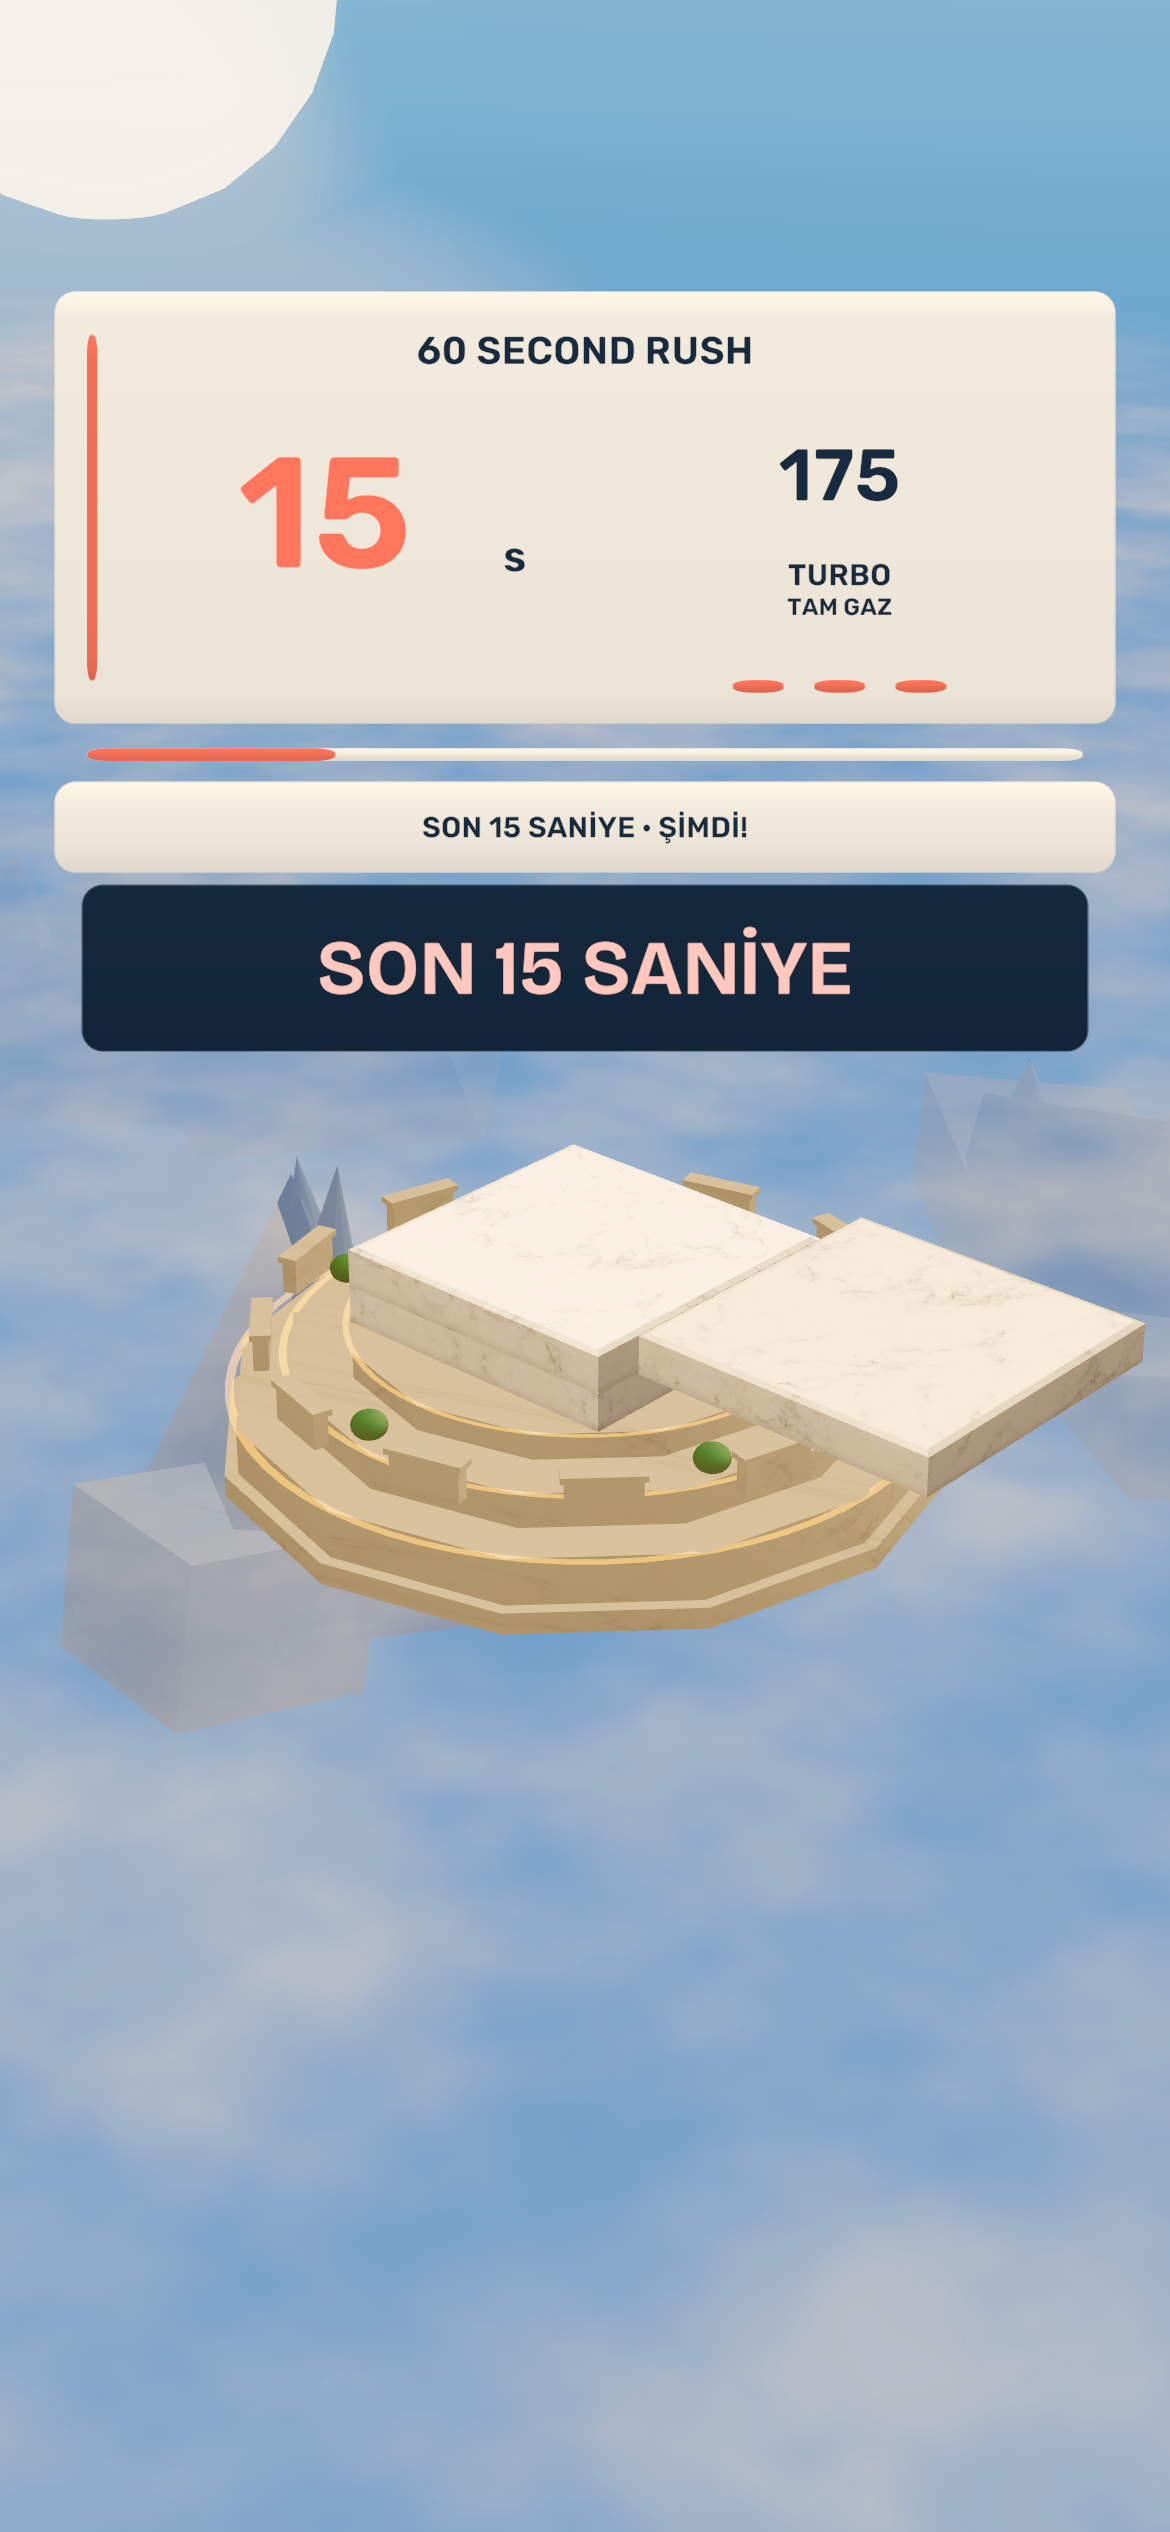 60 SECOND RUSH
15 s
175
TURBO
TAM GAZ
SON 15 SANİYE • ŞİMDİ!
SON 15 SANİYE